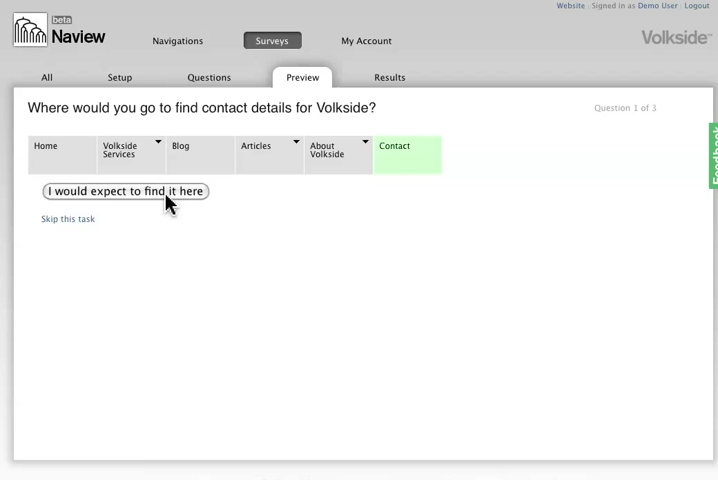 Website · Signed in as Demo User · Logout
beta
Naview
Navigations
Surveys
My Account
Volkside™
All
Setup
Questions
Preview
Results
Where would you go to find contact details for Volkside?
Question 1 of 3
Feedback
Home
Volkside
Services
Blog
Articles
About
Volkside
Contact
I would expect to find it here
Skip this task